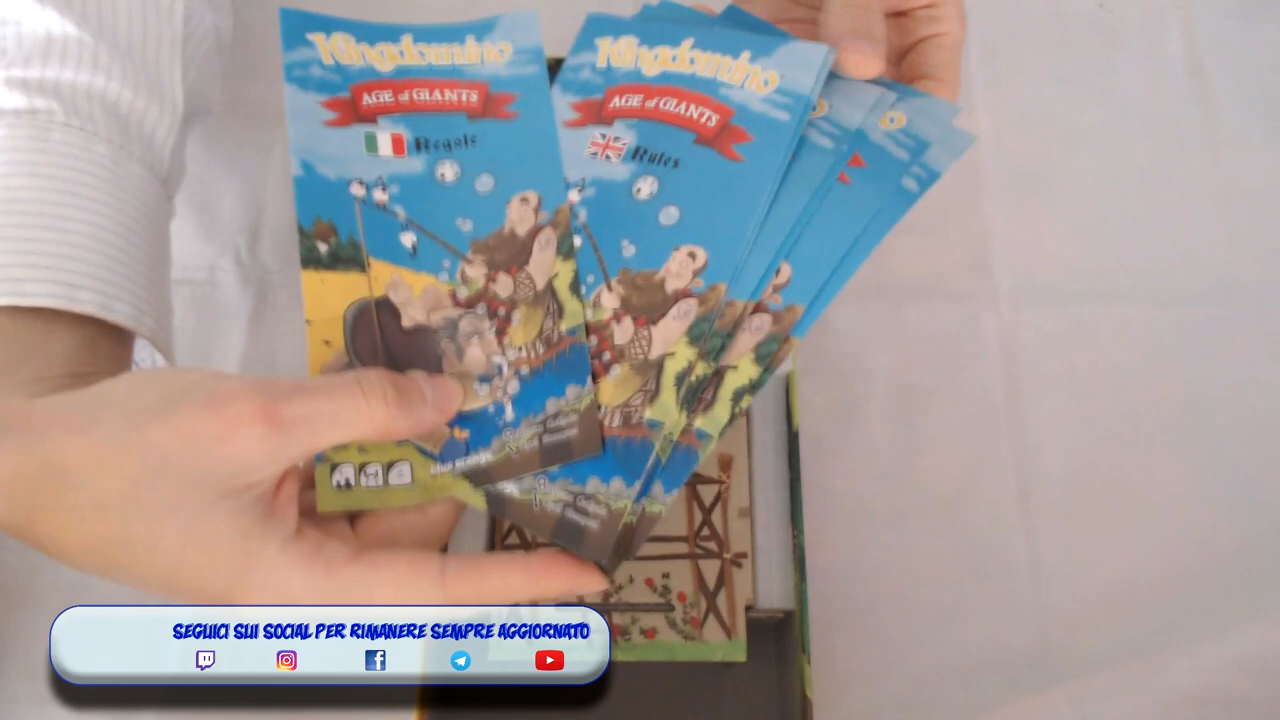 Kingdomino
AGE of GIANTS
Regole
Kingdomino
AGE of GIANTS
Rules
SEGUICI SUI SOCIAL PER RIMANERE SEMPRE AGGIORNATO